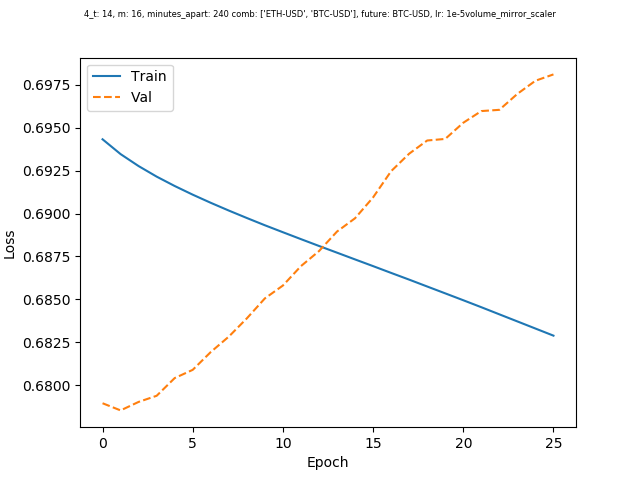 4_t: 14, m: 16, minutes_apart: 240 comb: ['ETH-USD', 'BTC-USD'], future: BTC-USD, lr: 1e-5volume_mirror_scaler
Train
Val
0.6975
0.6950
0.6925
0.6900
0.6875
0.6850
0.6825
0.6800
Loss
0 5 10 15 20 25
Epoch